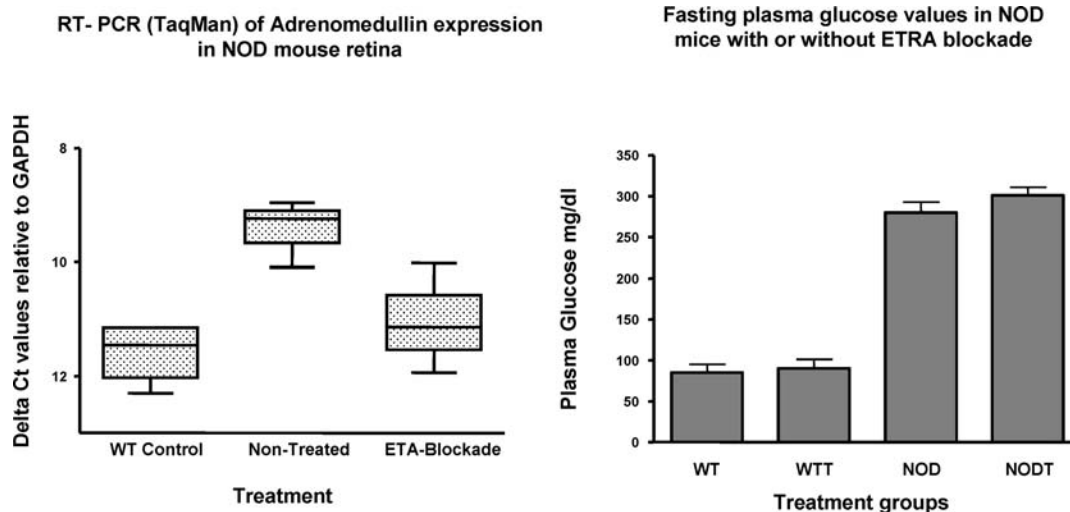 RT- PCR (TaqMan) of Adrenomedullin expression
in NOD mouse retina
Delta Ct values relative to GAPDH
8
10
12
WT Control Non-Treated ETA-Blockade
Treatment
Fasting plasma glucose values in NOD
mice with or without ETRA blockade
Plasma Glucose mg/dl
350
300
250
200
150
100
50
0
WT WTT NOD NODT
Treatment groups